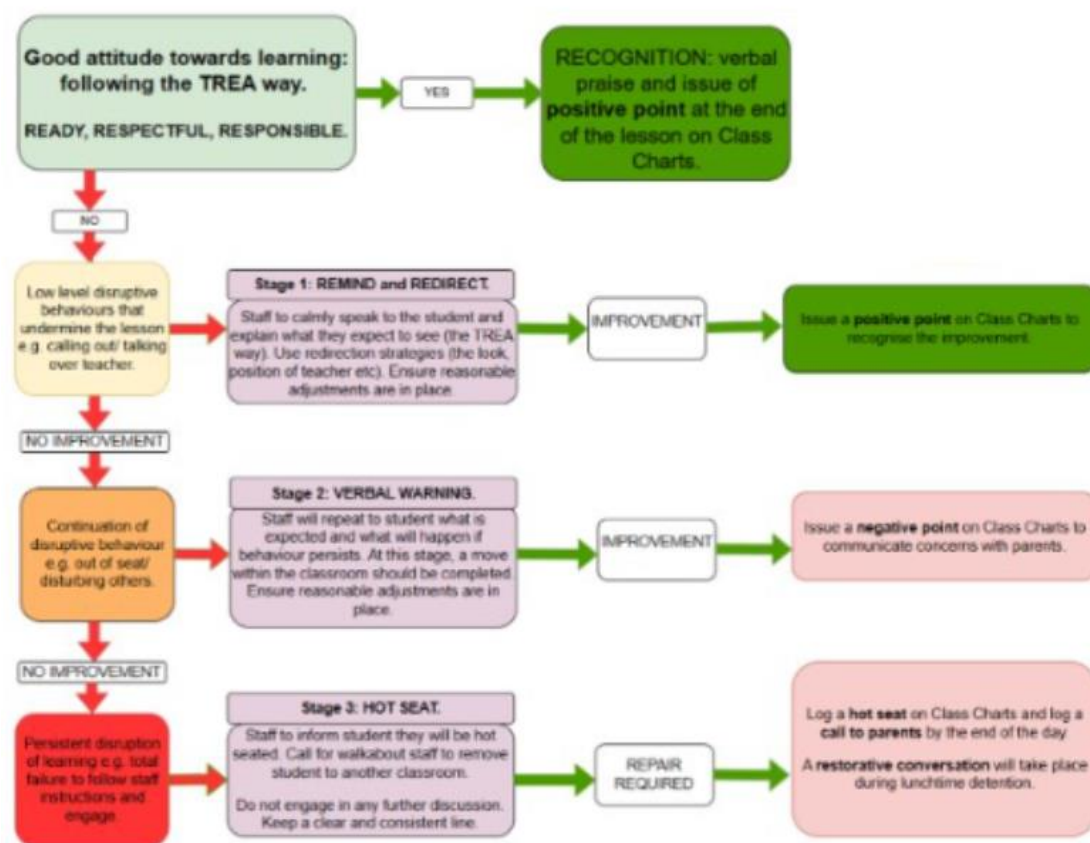 Good attitude towards learning:
following the TREA way.
READY, RESPECTFUL, RESPONSIBLE.
YES
RECOGNITION: verbal
praise and issue of
positive point at the end
of the lesson on Class
Charts.
NO
Low level disruptive
behaviours that
undermine the lesson
e.g. calling out/ talking
over teacher.
Stage 1: REMIND and REDIRECT.
Staff to calmly speak to the student and
explain what they expect to see (the TREA
way). Use redirection strategies (the look,
position of teacher etc). Ensure reasonable
adjustments are in place.
IMPROVEMENT
Issue a positive point on Class Charts to
recognise the improvement.
NO IMPROVEMENT
Continuation of
disruptive behaviour
e.g. out of seat/
disturbing others.
Stage 2: VERBAL WARNING.
Staff will repeat to student what is
expected and what will happen if
behaviour persists. At this stage, a move
within the classroom should be completed.
Ensure reasonable adjustments are in
place.
IMPROVEMENT
Issue a negative point on Class Charts to
communicate concerns with parents.
NO IMPROVEMENT
Persistent disruption
of learning e.g. total
failure to follow staff
instructions and
engage.
Stage 3: HOT SEAT.
Staff to inform student they will be hot
seated. Call for walkabout staff to remove
student to another classroom.
Do not engage in any further discussion.
Keep a clear and consistent line.
REPAIR
REQUIRED
Log a hot seat on Class Charts and log a
call to parents by the end of the day.
A restorative conversation will take place
during lunchtime detention.